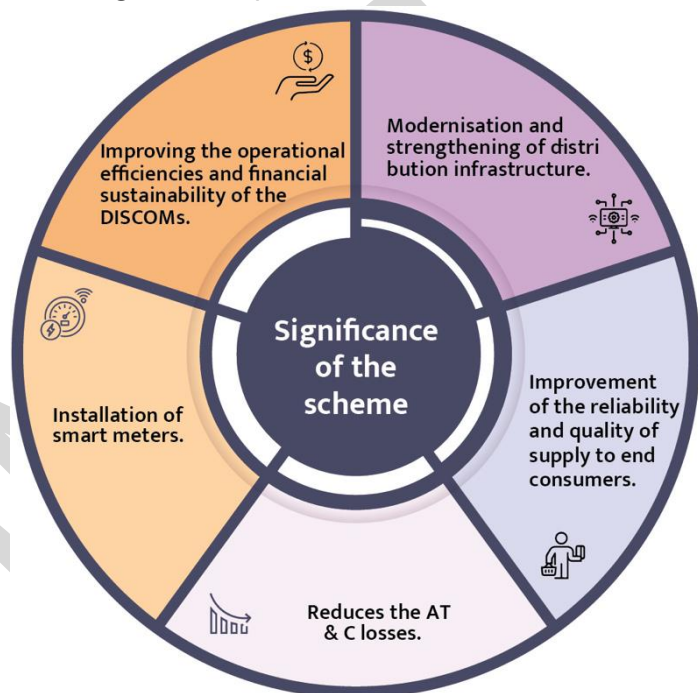 Significance
of the
scheme
Modernisation and
strengthening of distri
bution infrastructure.
Improvement
of the reliability
and quality of
supply to end
consumers.
Reduces the AT
& C losses.
Installation of
smart meters.
Improving the operational
efficiencies and financial
sustainability of the
DISCOMs.
$